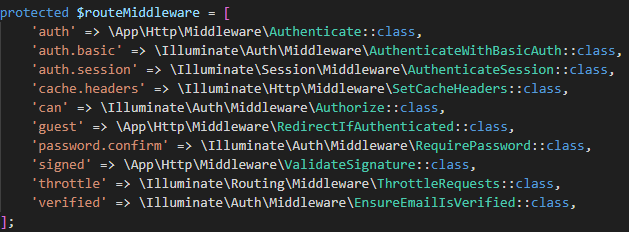 protected $routeMiddleware = [
'auth' => \App\Http\Middleware\Authenticate::class,
'auth.basic' => \Illuminate\Auth\Middleware\AuthenticateWithBasicAuth::class,
'auth.session' => \Illuminate\Session\Middleware\AuthenticateSession::class,
'cache.headers' => \Illuminate\Http\Middleware\SetCacheHeaders::class,
'can' => \Illuminate\Auth\Middleware\Authorize::class,
'guest' => \App\Http\Middleware\RedirectIfAuthenticated::class,
'password.confirm' => \Illuminate\Auth\Middleware\RequirePassword::class,
'signed' => \App\Http\Middleware\ValidateSignature::class,
'throttle' => \Illuminate\Routing\Middleware\ThrottleRequests::class,
'verified' => \Illuminate\Auth\Middleware\EnsureEmailIsVerified::class,
];